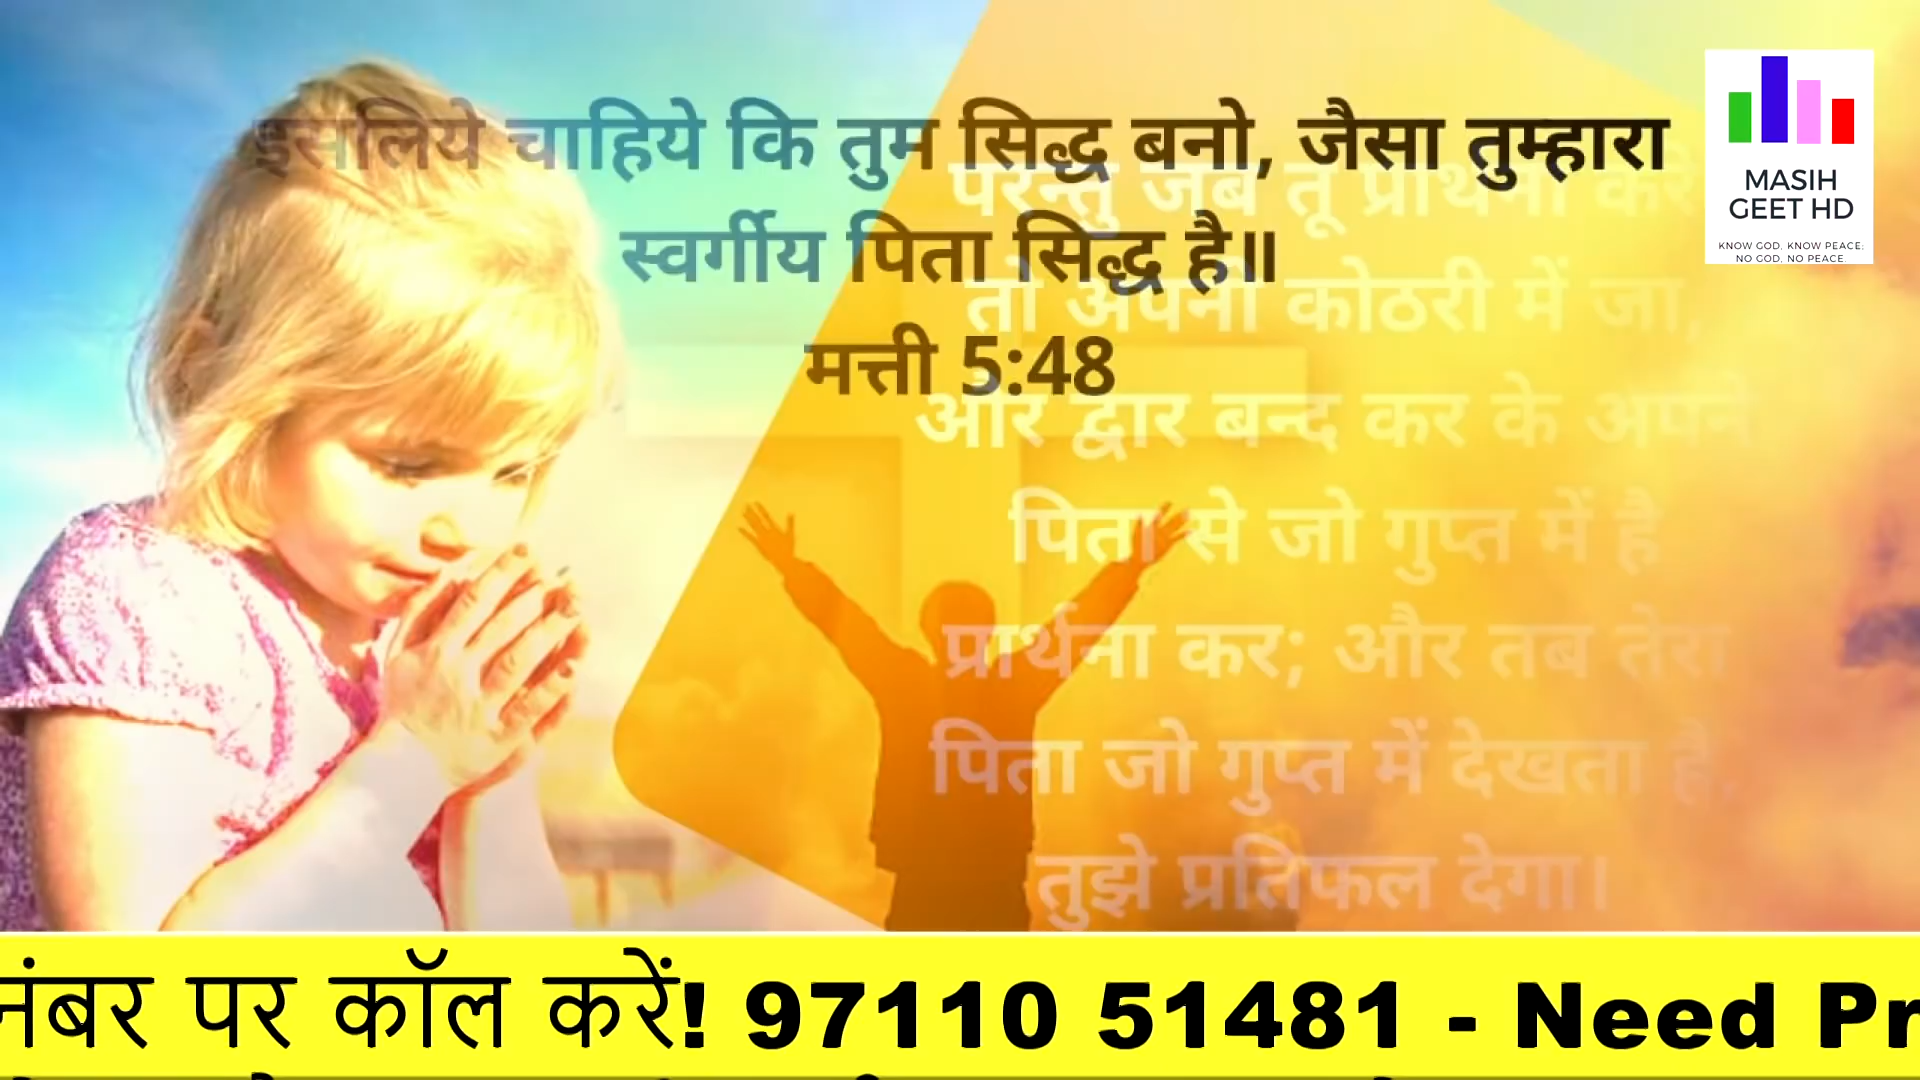 इसलिये चाहिये कि तुम सिद्ध बनो, जैसा तुम्हारा
स्वर्गीय पिता सिद्ध है॥
मत्ती 5:48
परन्तु जब तू प्रार्थना करे
तो अपनी कोठरी में जा,
और द्वार बन्द कर के अपने
पिता से जो गुप्त में है
प्रार्थना कर; और तब तेरा
पिता जो गुप्त में देखता है,
तुझे प्रतिफल देगा।
MASIH
GEET HD
KNOW GOD, KNOW PEACE;
NO GOD, NO PEACE.
नंबर पर कॉल करें! 97110 51481 - Need Pr